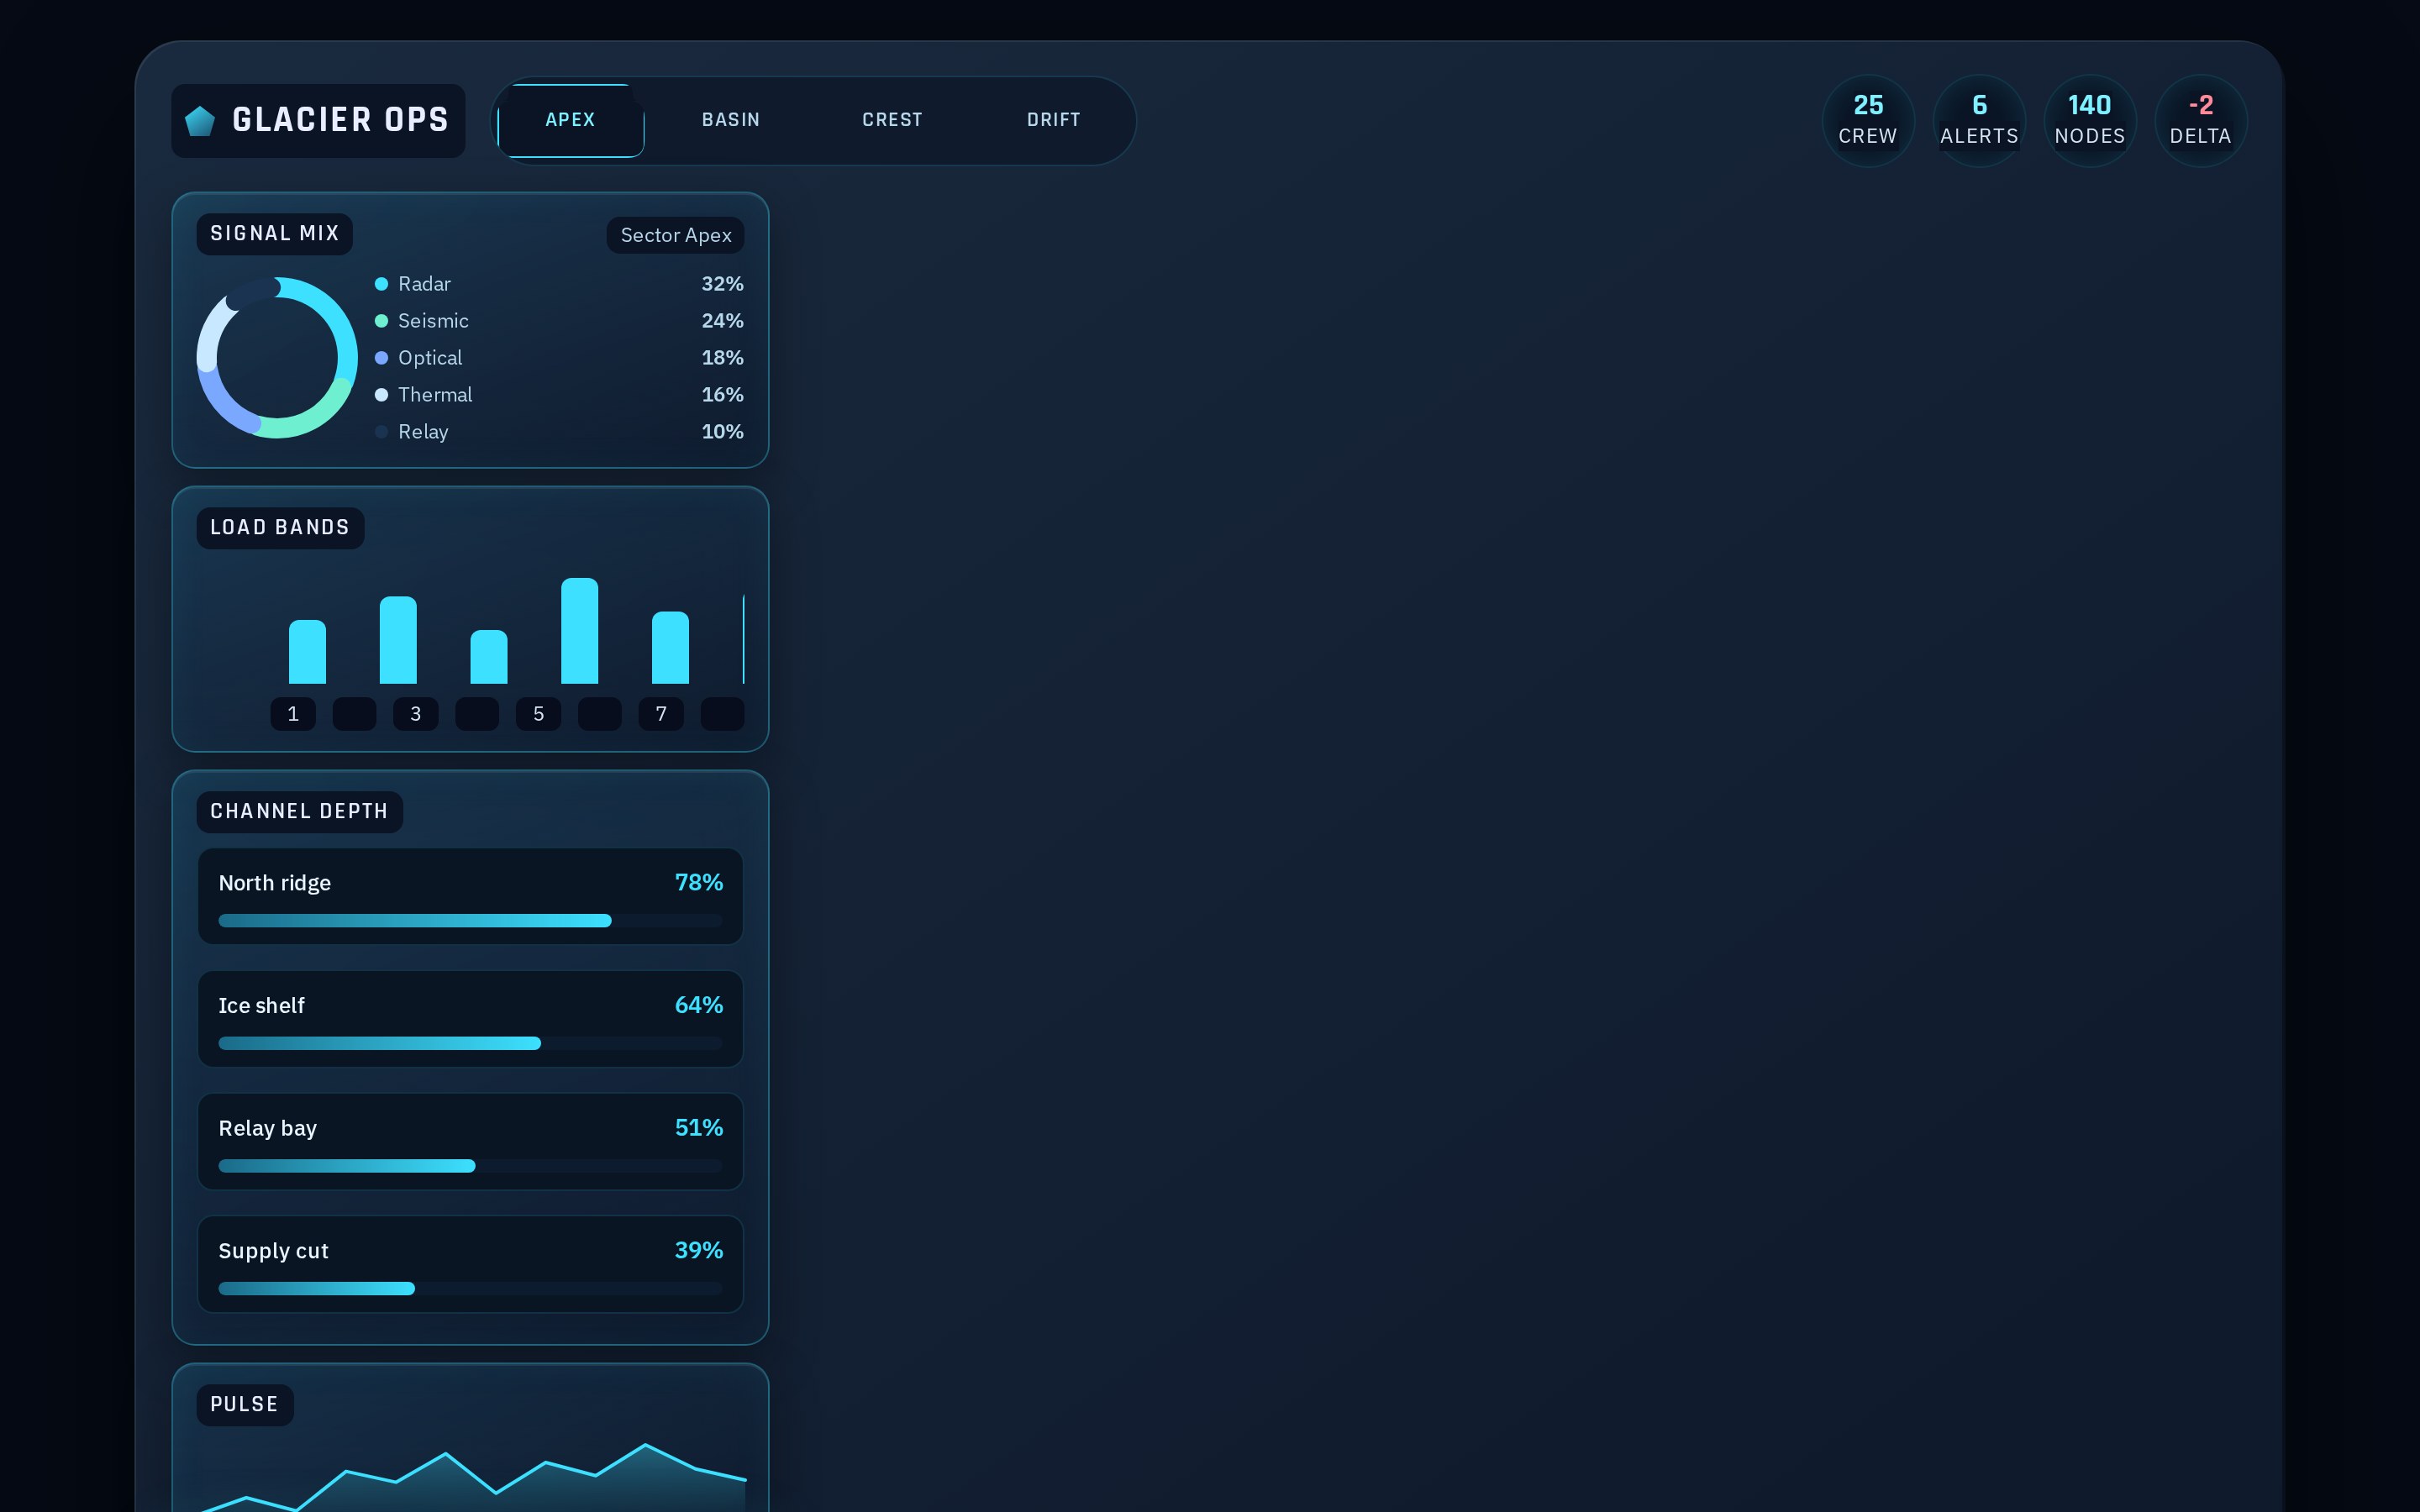 GLACIER OPS
APEX BASIN CREST DRIFT
25 CREW
6 ALERTS
140 NODES
-2 DELTA
SIGNAL MIX
Sector Apex
Radar 32%
Seismic 24%
Optical 18%
Thermal 16%
Relay 10%
LOAD BANDS
1 3 5 7
CHANNEL DEPTH
North ridge 78%
Ice shelf 64%
Relay bay 51%
Supply cut 39%
PULSE